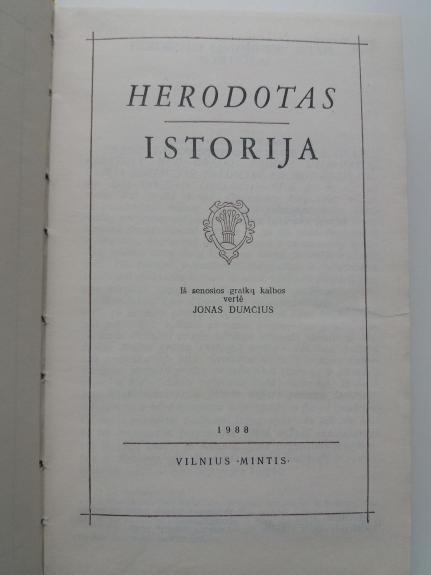 HERODOTAS
ISTORIJA
Iš senosios graikų kalbos
vertė
JONAS DUMČIUS
1988
VILNIUS «MINTIS»